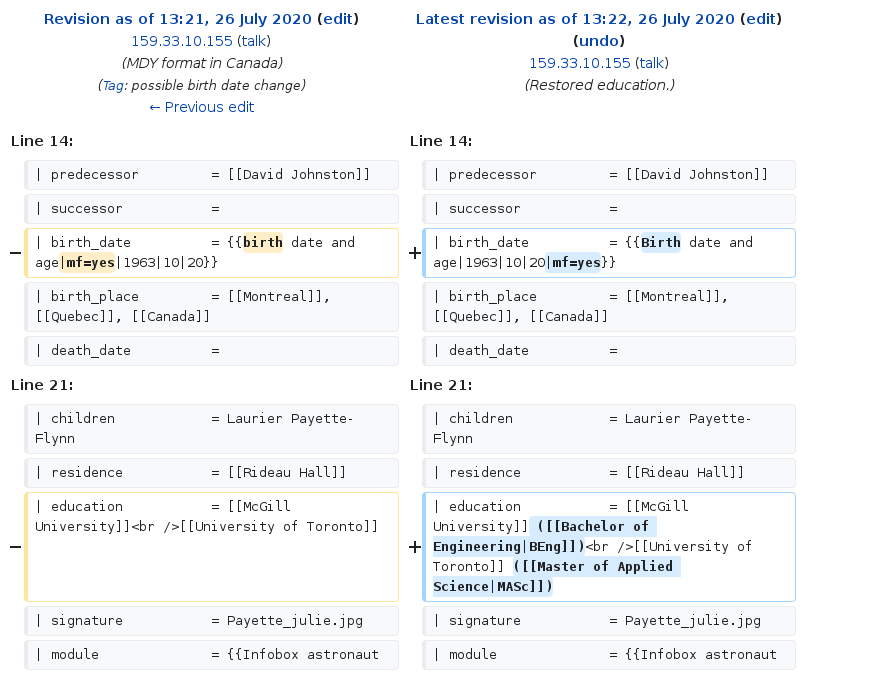 Revision as of 13:21, 26 July 2020 (edit)
159.33.10.155 (talk)
(MDY format in Canada)
(Tag: possible birth date change)
← Previous edit
Latest revision as of 13:22, 26 July 2020 (edit)
(undo)
159.33.10.155 (talk)
(Restored education.)
Line 14:
Line 14:
| predecessor = [[David Johnston]]
| predecessor = [[David Johnston]]
| successor =
| successor =
− | birth_date = {{birth date and
age|mf=yes|1963|10|20}}
+ | birth_date = {{Birth date and
age|1963|10|20|mf=yes}}
| birth_place = [[Montreal]],
[[Quebec]], [[Canada]]
| birth_place = [[Montreal]],
[[Quebec]], [[Canada]]
| death_date =
| death_date =
Line 21:
Line 21:
| children = Laurier Payette-
Flynn
| children = Laurier Payette-
Flynn
| residence = [[Rideau Hall]]
| residence = [[Rideau Hall]]
− | education = [[McGill
University]]<br />[[University of Toronto]]
+ | education = [[McGill
University]] ([[Bachelor of
Engineering|BEng]])<br />[[University of
Toronto]] ([[Master of Applied
Science|MASc]])
| signature = Payette_julie.jpg
| signature = Payette_julie.jpg
| module = {{Infobox astronaut
| module = {{Infobox astronaut